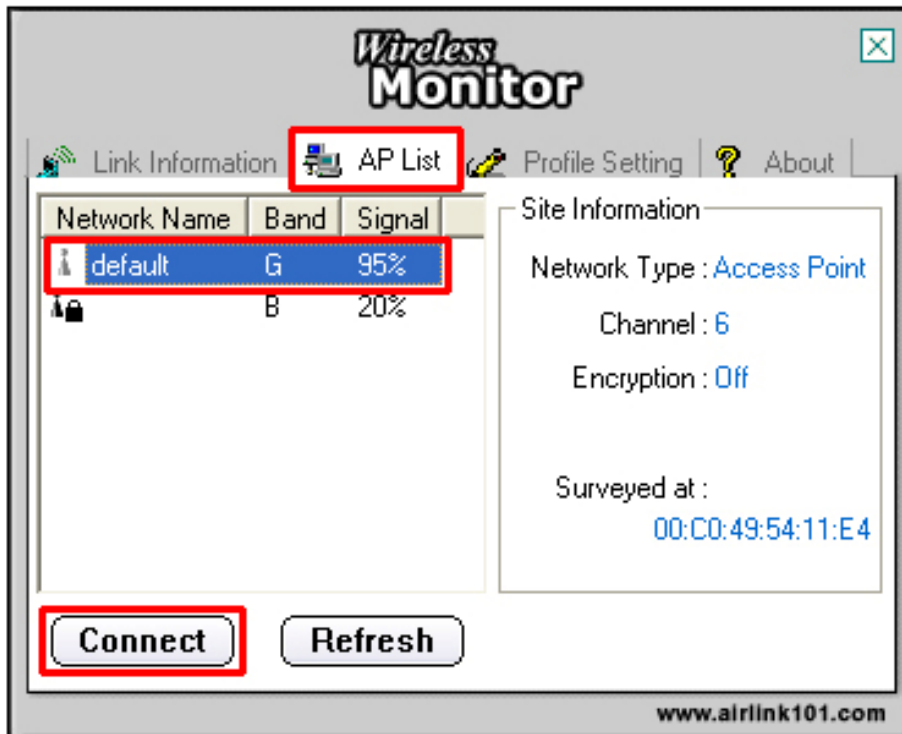 Wireless
Monitor
Link Information AP List Profile Setting About
Network Name Band Signal
default G 95%
B 20%
Site Information
Network Type : Access Point
Channel : 6
Encryption : Off
Surveyed at :
00:C0:49:54:11:E4
Connect Refresh
www.airlink101.com